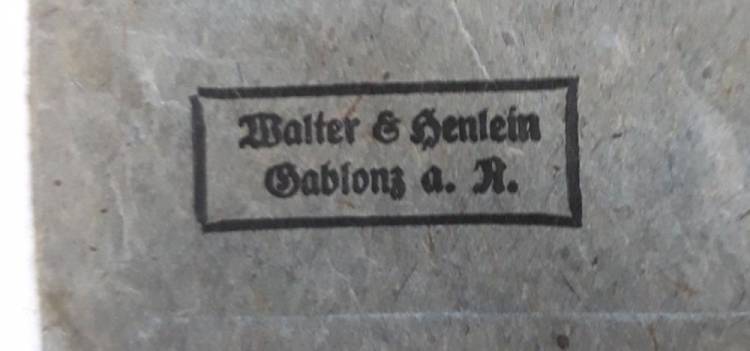 Walter & Henlein
Gablonz a. N.